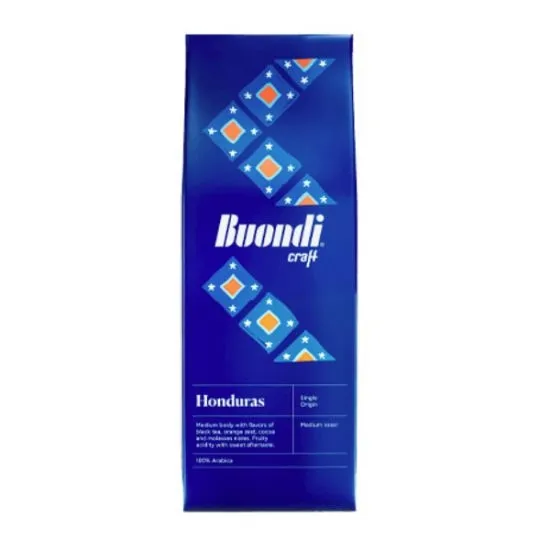 Buondi®
craft
Honduras
Single
Origin
Medium body with flavors of
black tea, orange zest, cocoa
and molasses notes. Fruity
acidity with sweet aftertaste.
Medium roast
100% Arabica